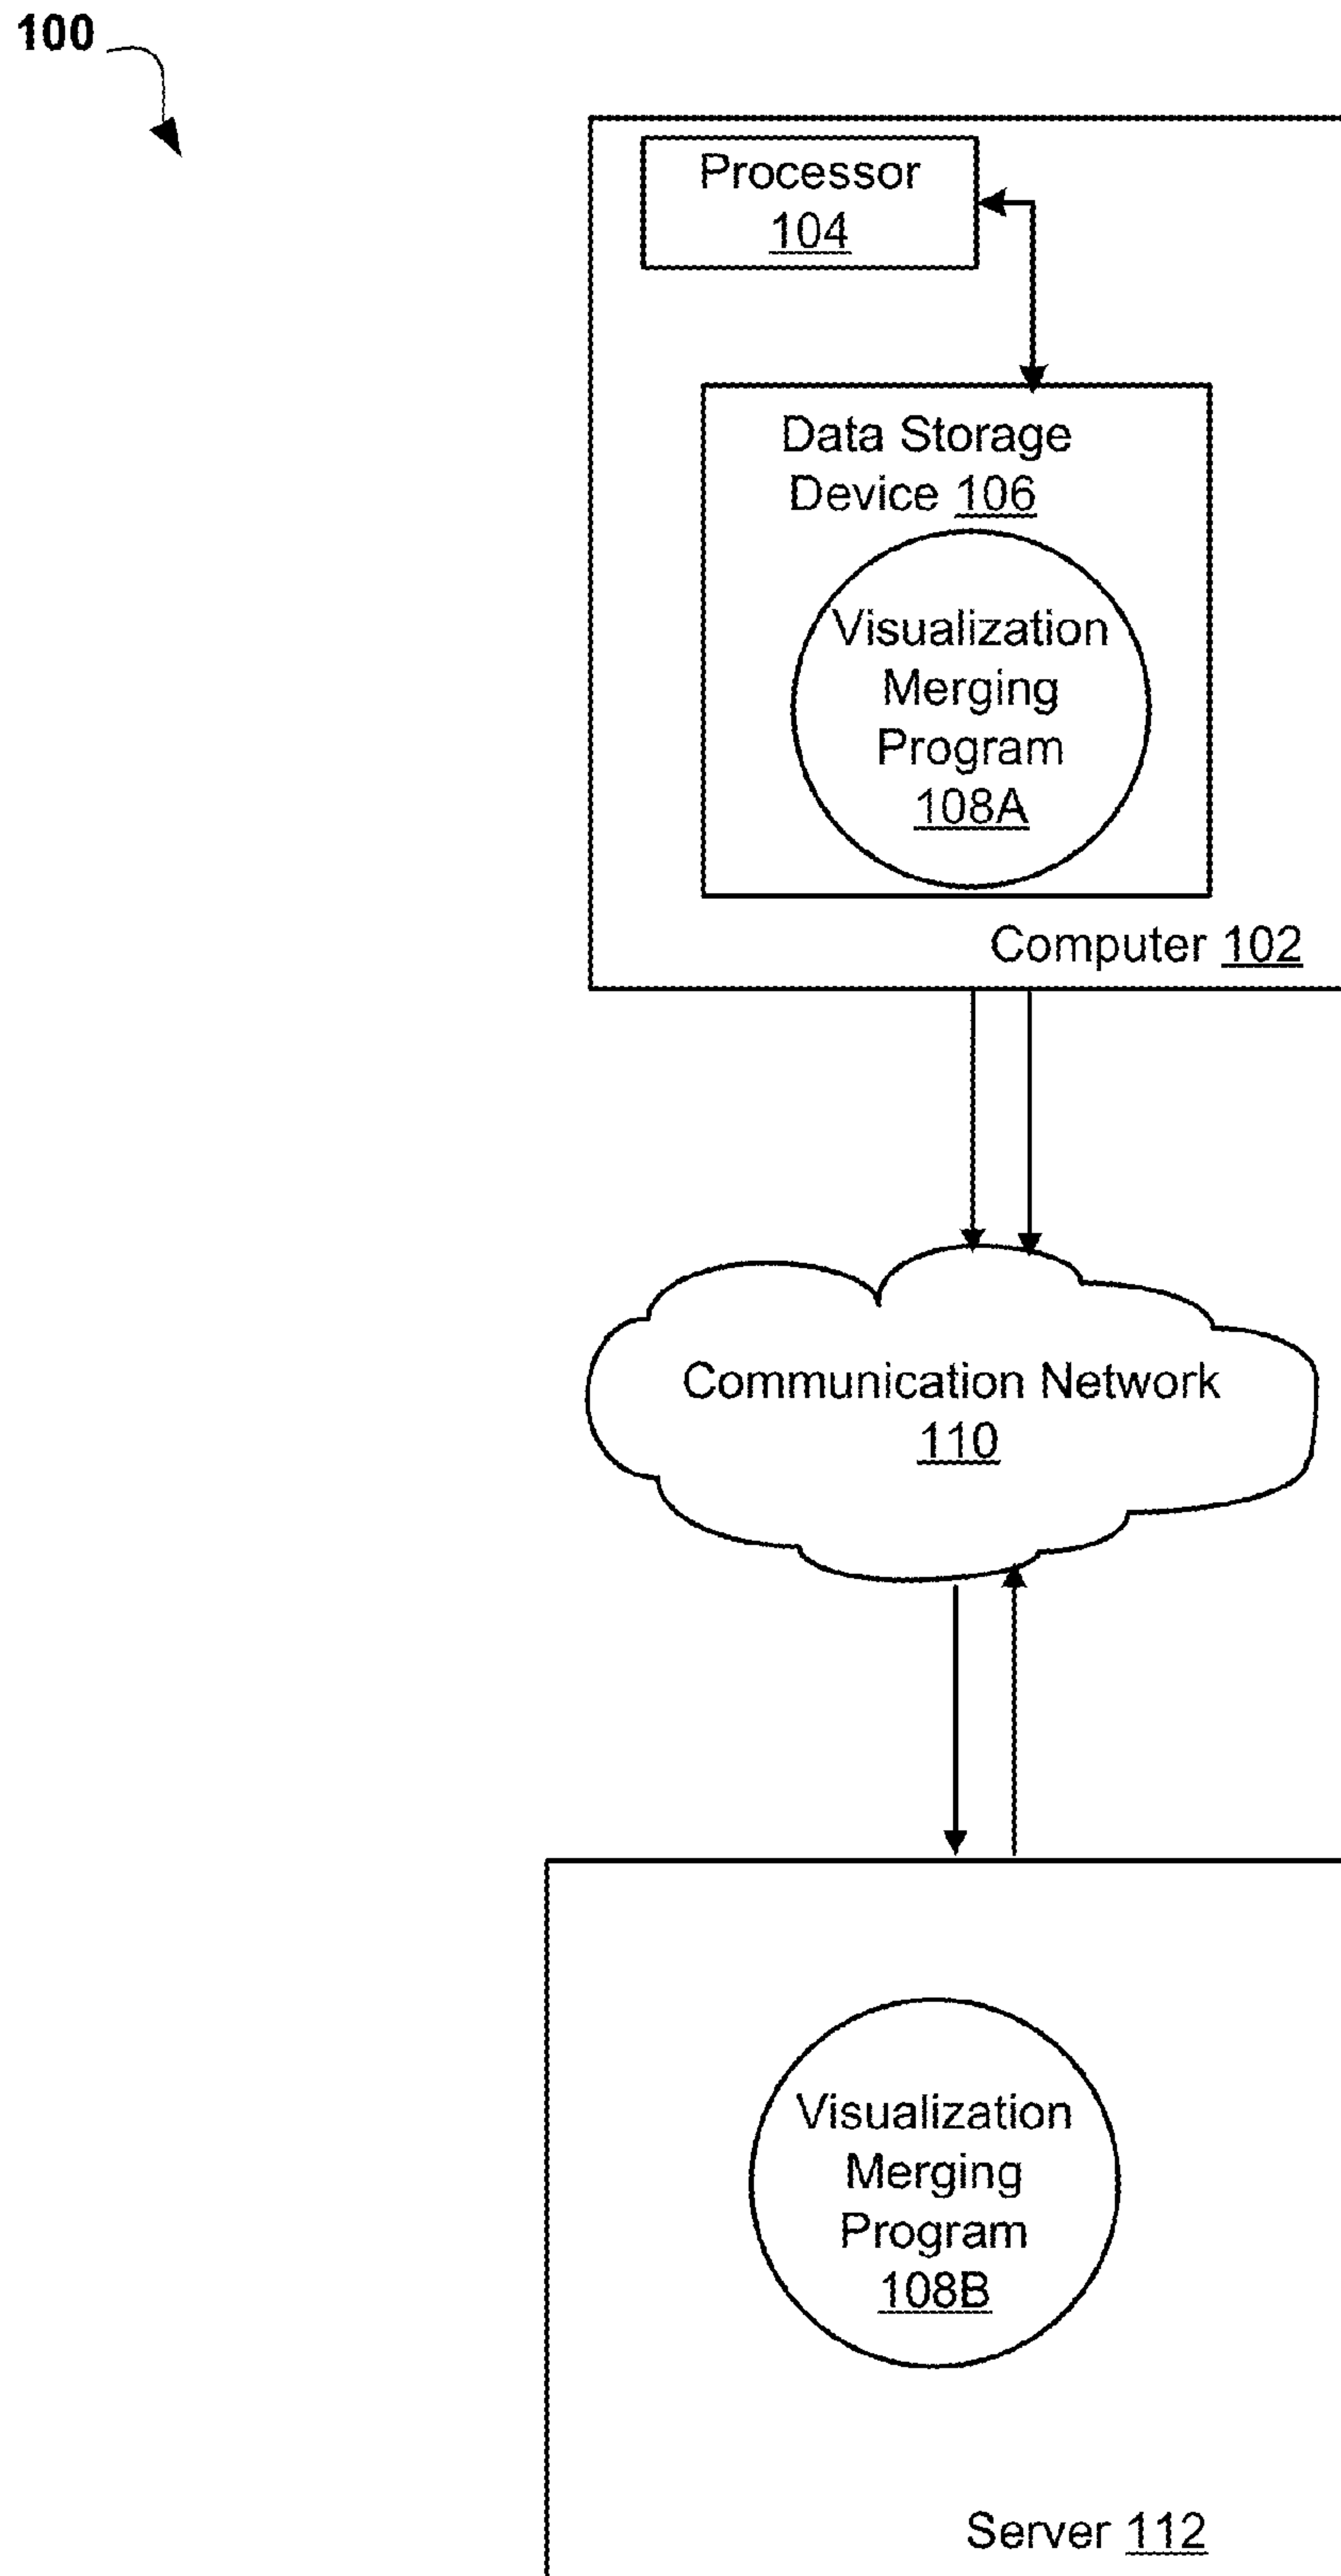 100
Processor
104
Data Storage
Device 106
Visualization
Merging
Program
108A
Computer 102
Communication Network
110
Visualization
Merging
Program
108B
Server 112